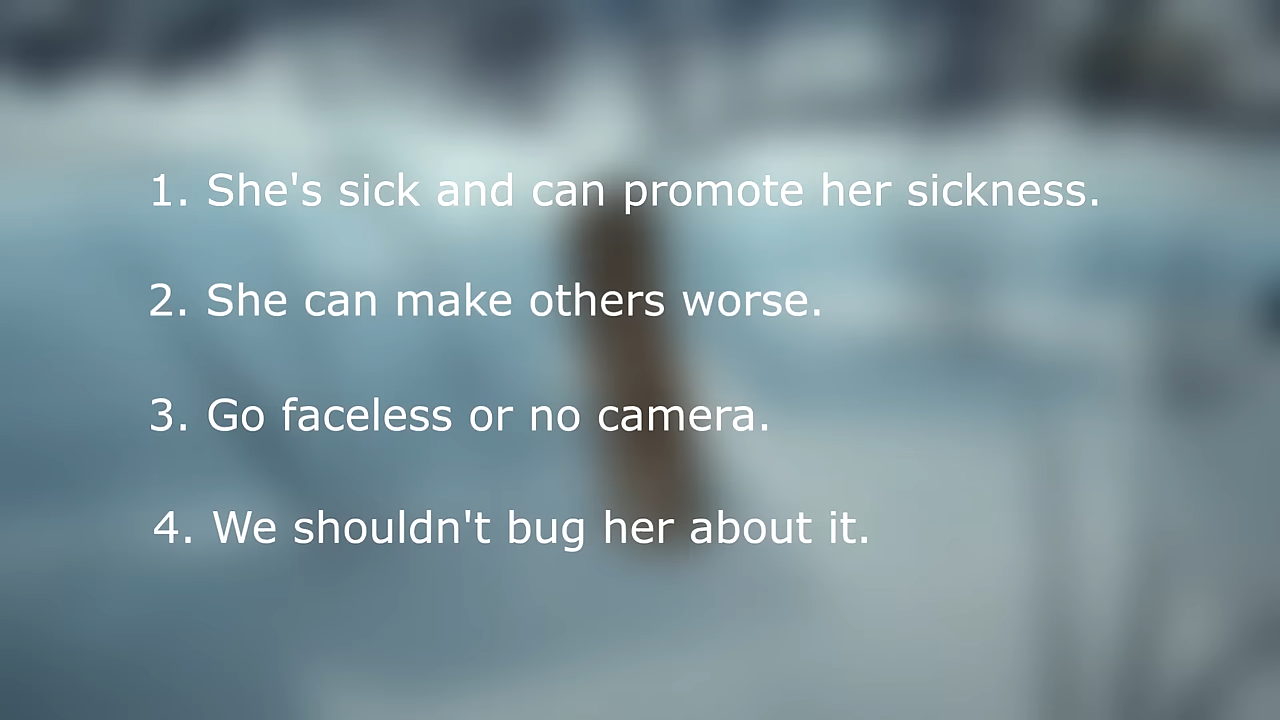 1. She's sick and can promote her sickness.
2. She can make others worse.
3. Go faceless or no camera.
4. We shouldn't bug her about it.